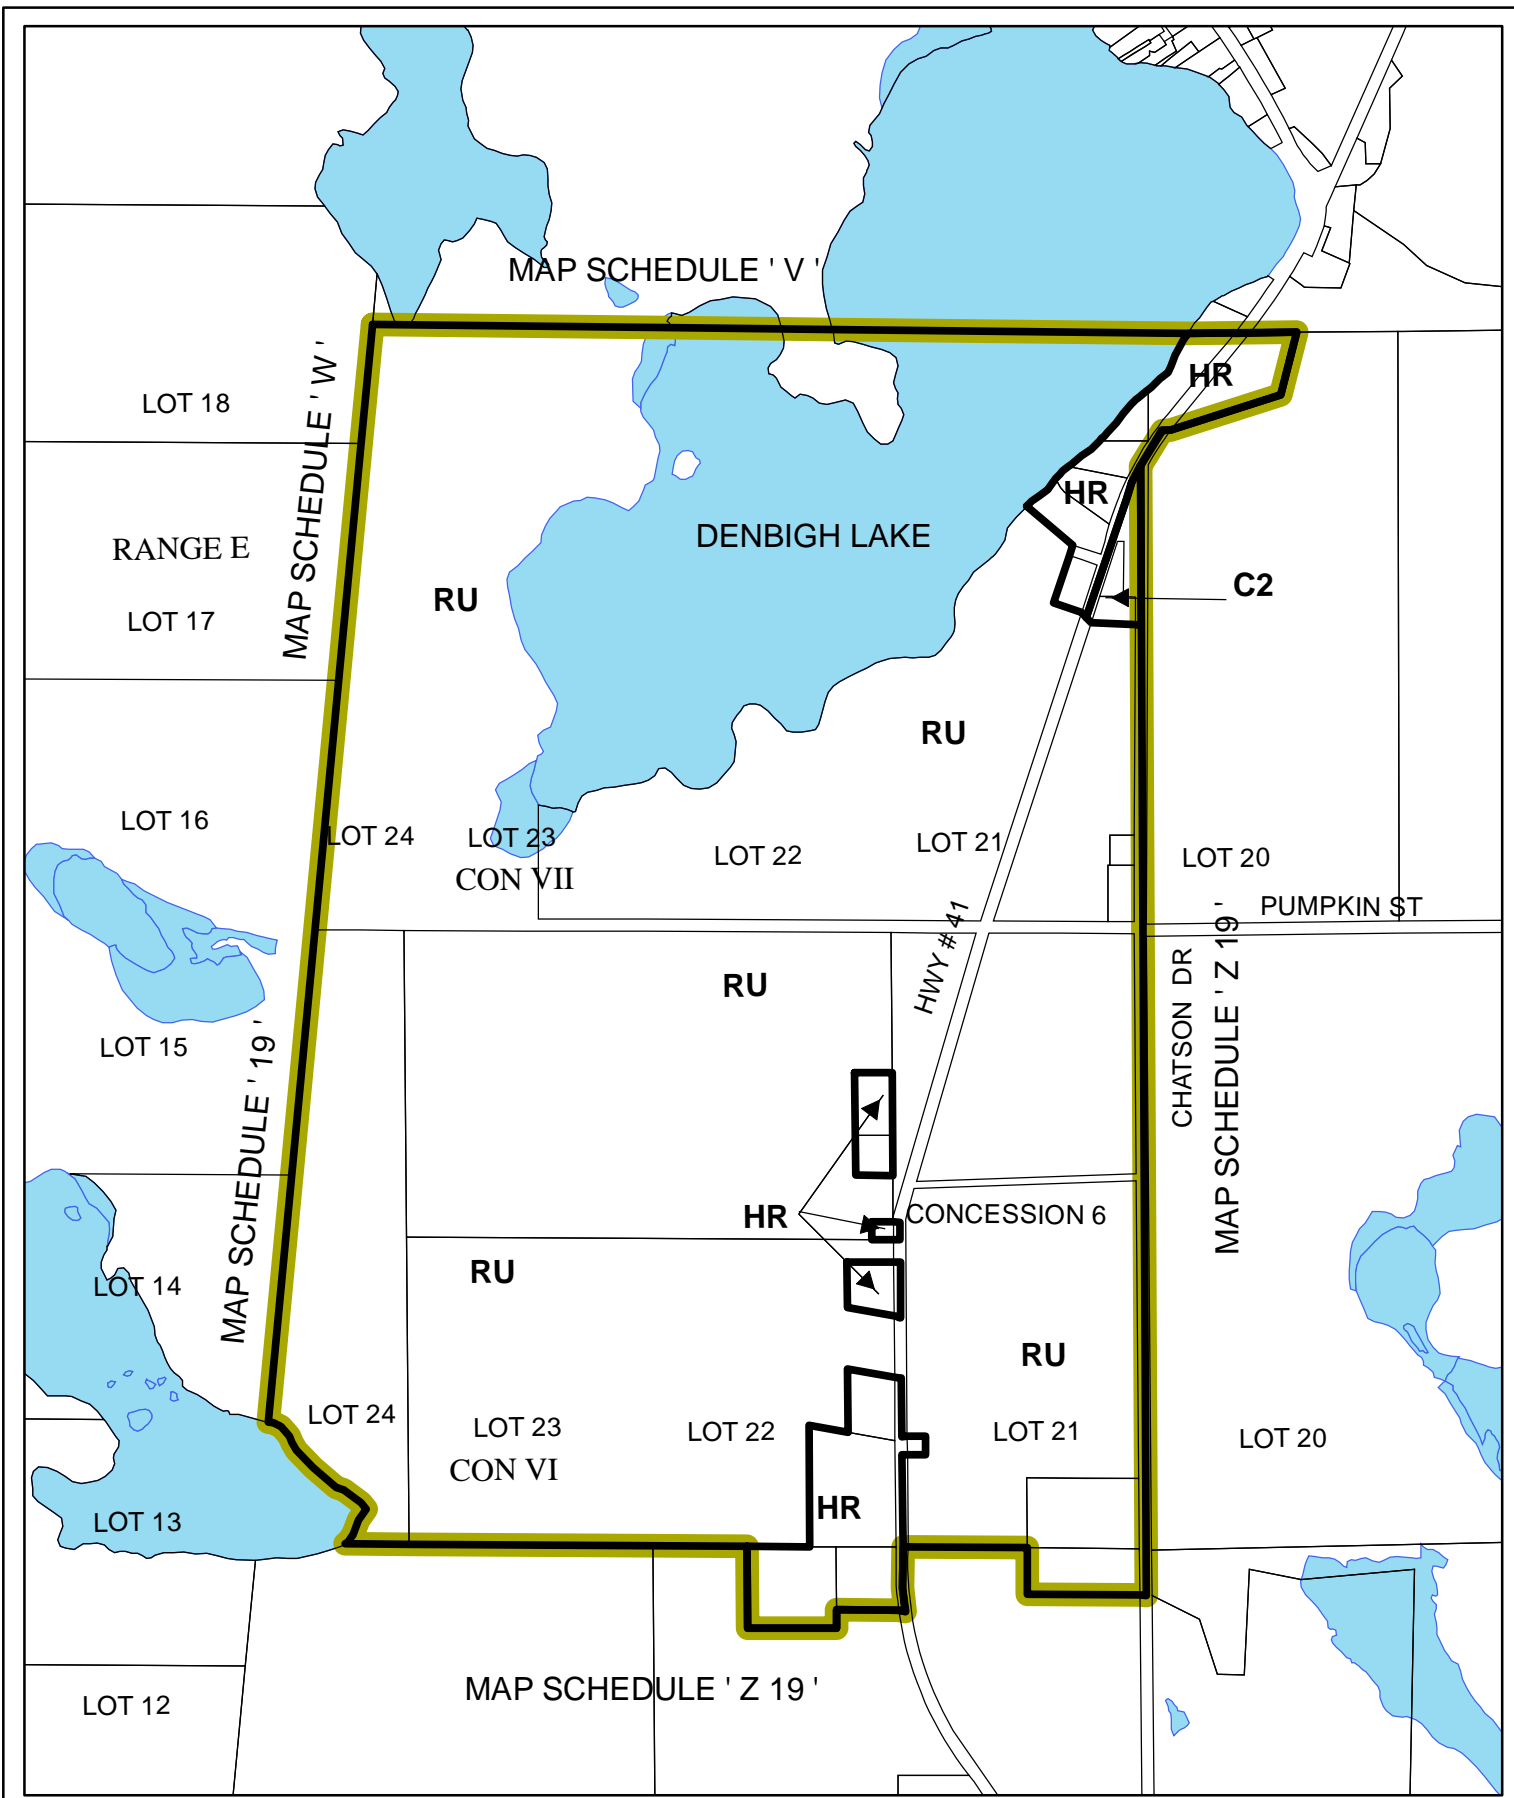 MAP SCHEDULE ' V '
HR
LOT 18
MAP SCHEDULE ' W '
HR
DENBIGH LAKE
RANGE E
C2
RU
LOT 17
RU
LOT 16
LOT 24
LOT 23
LOT 22
LOT 21
LOT 20
CON VII
PUMPKIN ST
HWY # 41
RU
CHATSON DR
MAP SCHEDULE ' Z 19 '
LOT 15
MAP SCHEDULE ' 19 '
HR
CONCESSION 6
RU
LOT 14
RU
LOT 24
LOT 23
LOT 22
LOT 21
LOT 20
CON VI
HR
LOT 13
MAP SCHEDULE ' Z 19 '
LOT 12